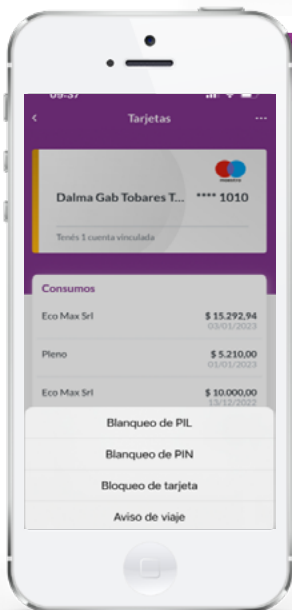 09:37
Tarjetas
Dalma Gab Tobares T... **** 1010
Tenés 1 cuenta vinculada
Consumos
Eco Max Srl $ 15.292,94
03/01/2023
Pleno $ 5.210,00
01/01/2023
Eco Max Srl $ 10.000,00
13/12/2022
Blanqueo de PIL
Blanqueo de PIN
Bloqueo de tarjeta
Aviso de viaje